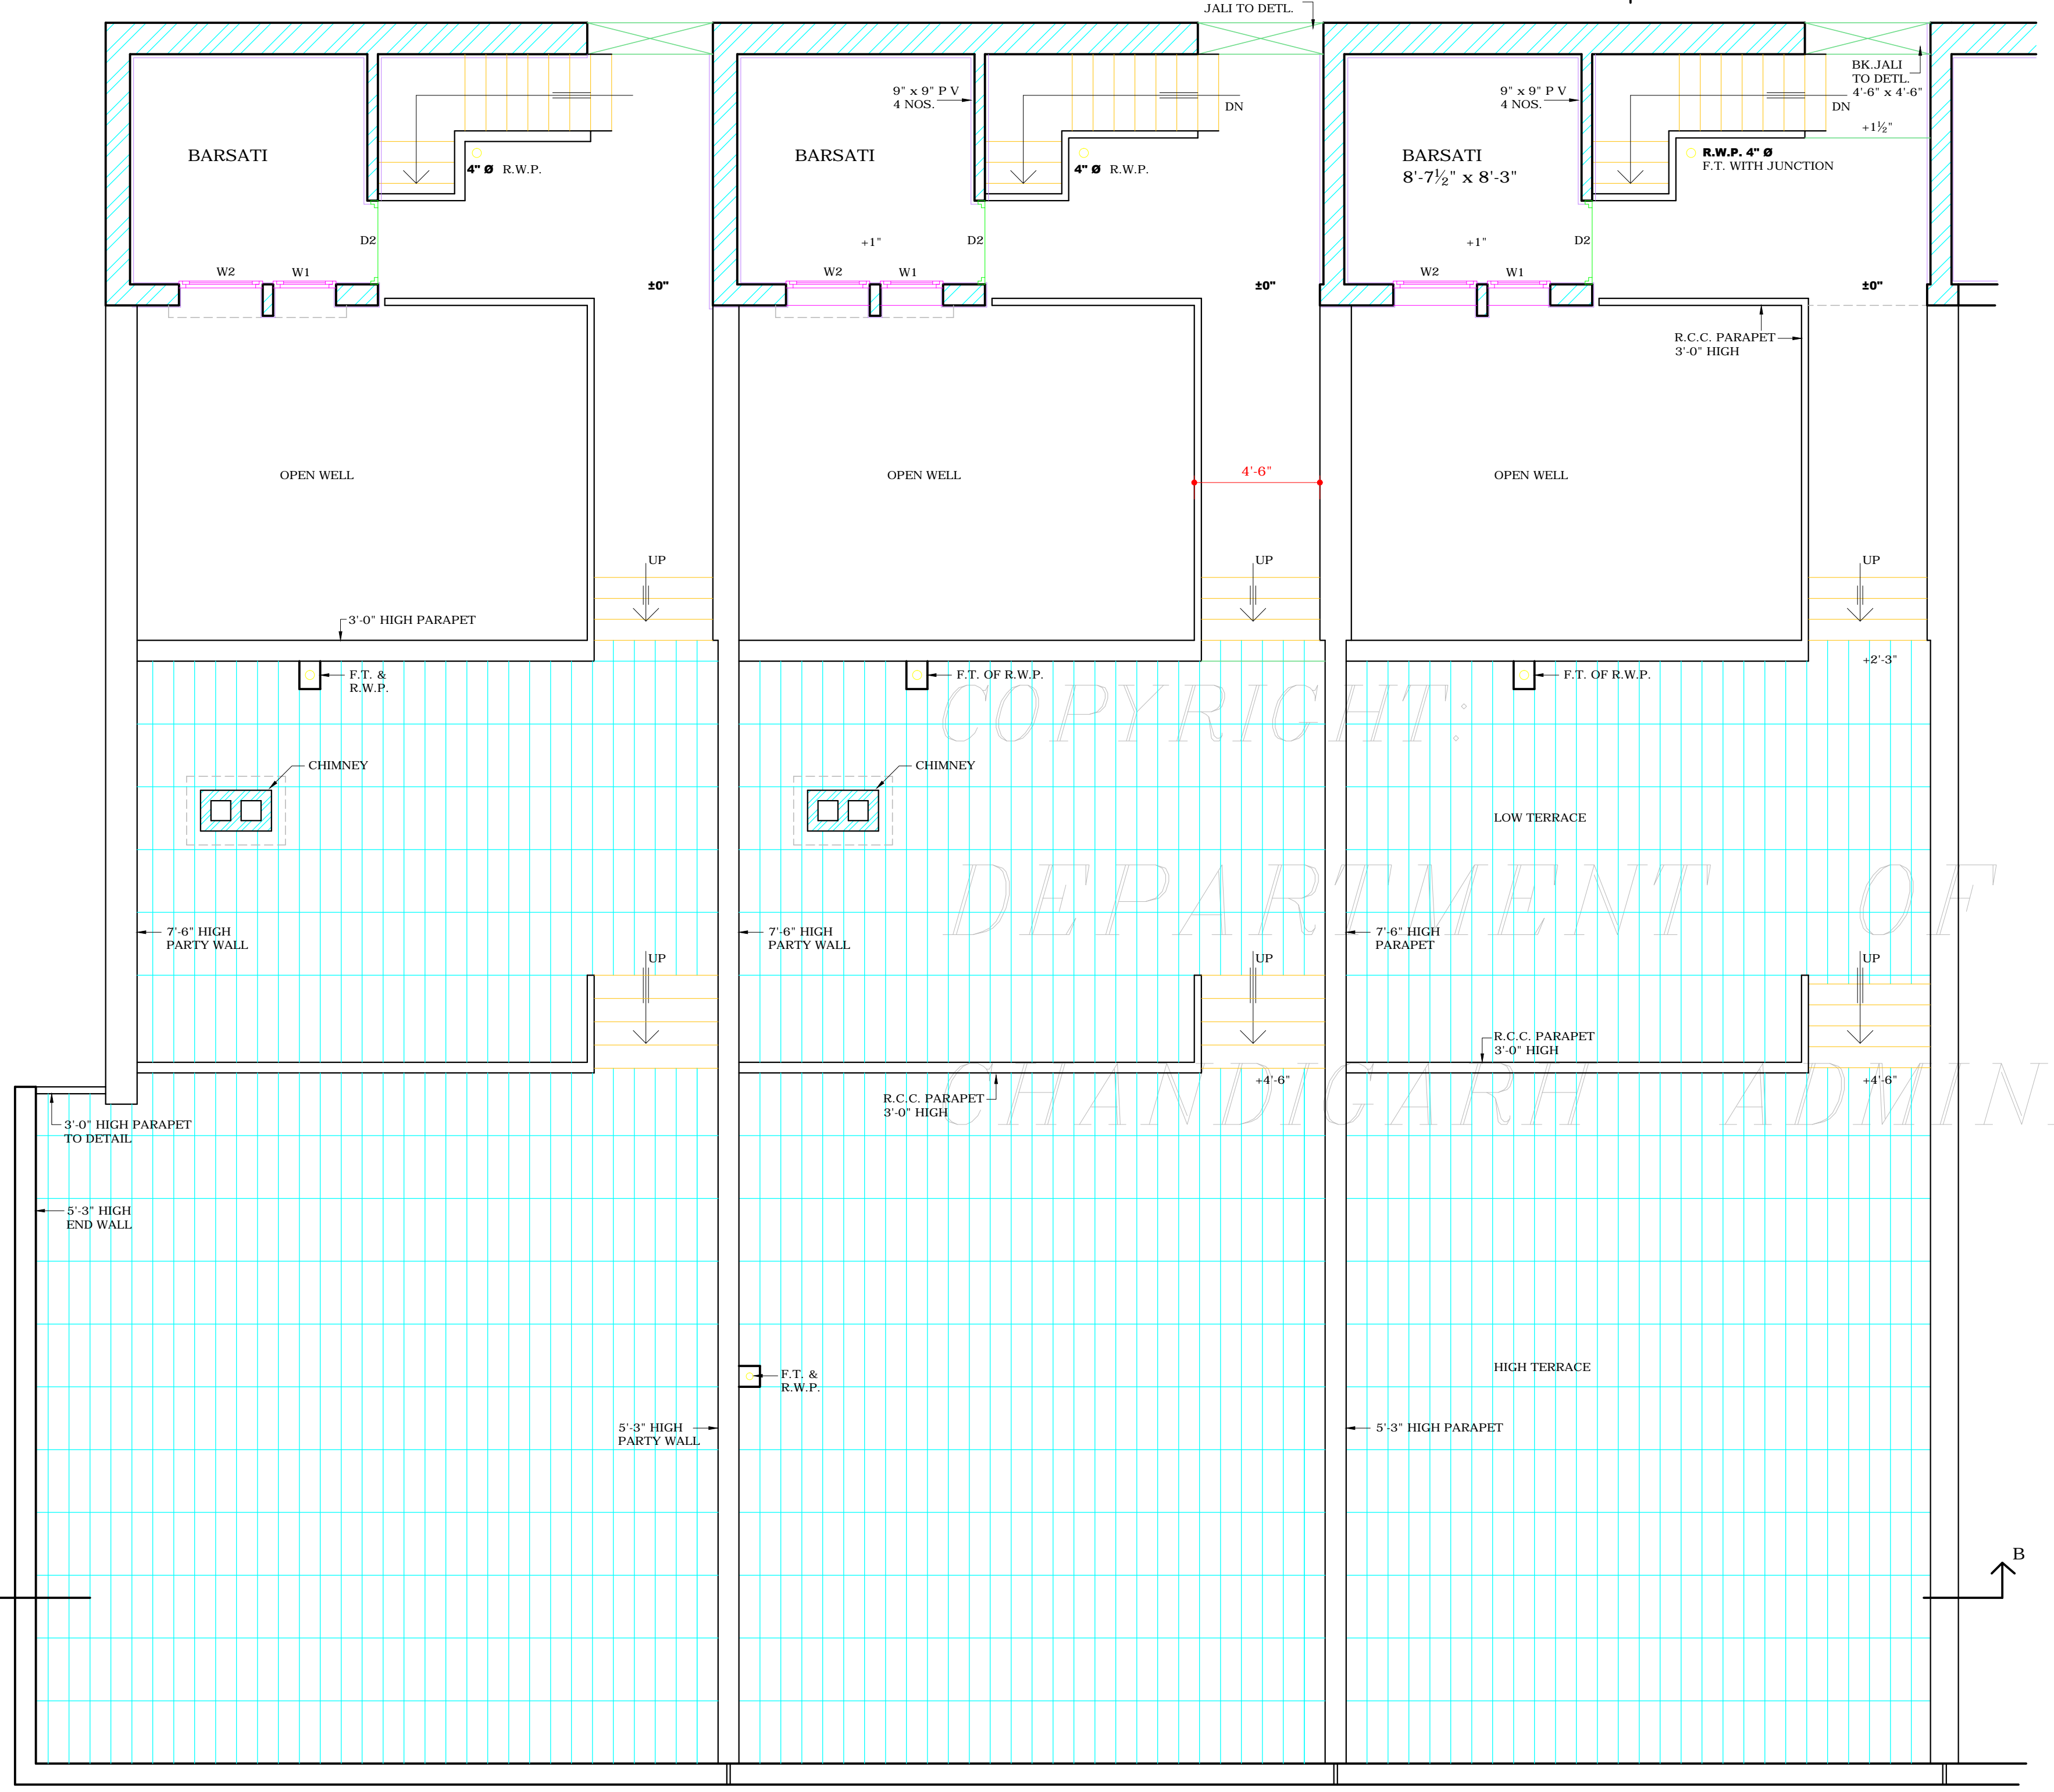 JALI TO DETL.
BK.JALI
TO DETL.
4'-6" x 4'-6"
9" x 9" P V
4 NOS.
9" x 9" P V
4 NOS.
DN
DN
+1½"
BARSATI
BARSATI
BARSATI
8'-7½" x 8'-3"
4" Ø R.W.P.
4" Ø R.W.P.
R.W.P. 4" Ø
F.T. WITH JUNCTION
D2
+1"
D2
+1"
D2
W2
W1
W2
W1
W2
W1
±0"
±0"
±0"
R.C.C. PARAPET
3'-0" HIGH
OPEN WELL
OPEN WELL
4'-6"
OPEN WELL
UP
UP
UP
3'-0" HIGH PARAPET
+2'-3"
F.T. &
R.W.P.
F.T. OF R.W.P.
F.T. OF R.W.P.
COPYRIGHT:
CHIMNEY
CHIMNEY
LOW TERRACE
DEPARTMENT OF
7'-6" HIGH
PARTY WALL
7'-6" HIGH
PARTY WALL
7'-6" HIGH
PARAPET
UP
UP
UP
R.C.C. PARAPET
3'-0" HIGH
+4'-6"
+4'-6"
CHANDIGARH ADMIN
R.C.C. PARAPET
3'-0" HIGH
3'-0" HIGH PARAPET
TO DETAIL
5'-3" HIGH
END WALL
HIGH TERRACE
F.T. &
R.W.P.
5'-3" HIGH
PARTY WALL
5'-3" HIGH PARAPET
B